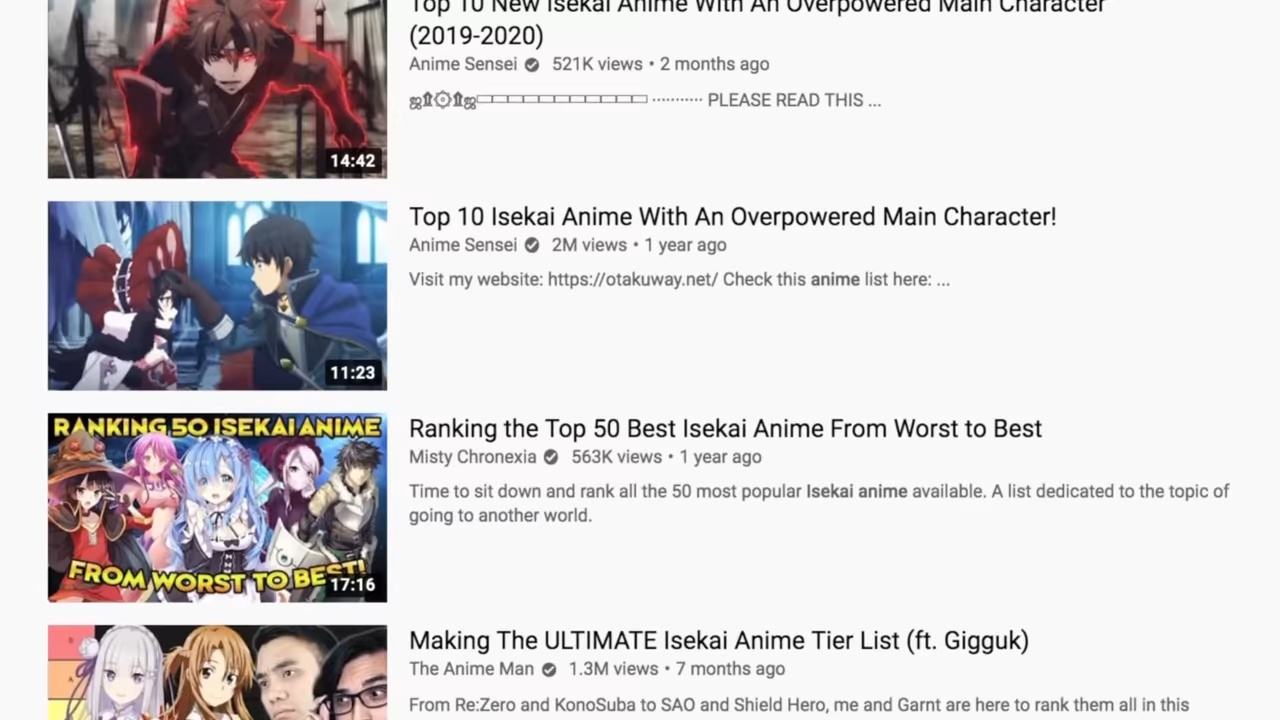 Top 10 New Isekai Anime With An Overpowered Main Character
(2019-2020)
Anime Sensei 521K views • 2 months ago
PLEASE READ THIS ...
14:42
Top 10 Isekai Anime With An Overpowered Main Character!
Anime Sensei 2M views • 1 year ago
Visit my website: https://otakuway.net/ Check this anime list here: ...
11:23
RANKING 50 ISEKAI ANIME
FROM WORST TO BEST!
17:16
Ranking the Top 50 Best Isekai Anime From Worst to Best
Misty Chronexia 563K views • 1 year ago
Time to sit down and rank all the 50 most popular Isekai anime available. A list dedicated to the topic of
going to another world.
Making The ULTIMATE Isekai Anime Tier List (ft. Gigguk)
The Anime Man 1.3M views • 7 months ago
From Re:Zero and KonoSuba to SAO and Shield Hero, me and Garnt are here to rank them all in this